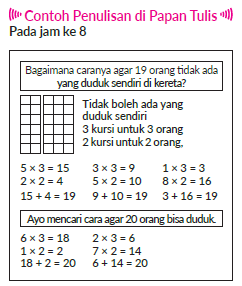 Contoh Penulisan di Papan Tulis
Pada jam ke 8
Bagaimana caranya agar 19 orang tidak ada
yang duduk sendiri di kereta?
Tidak boleh ada yang
duduk sendiri
3 kursi untuk 3 orang
2 kursi untuk 2 orang,
5 × 3 = 15 3 × 3 = 9 1 × 3 = 3
2 × 2 = 4 5 × 2 = 10 8 × 2 = 16
15 + 4 = 19 9 + 10 = 19 3 + 16 = 19
Ayo mencari cara agar 20 orang bisa duduk.
6 × 3 = 18 2 × 3 = 6
1 × 2 = 2 7 × 2 = 14
18 + 2 = 20 6 + 14 = 20